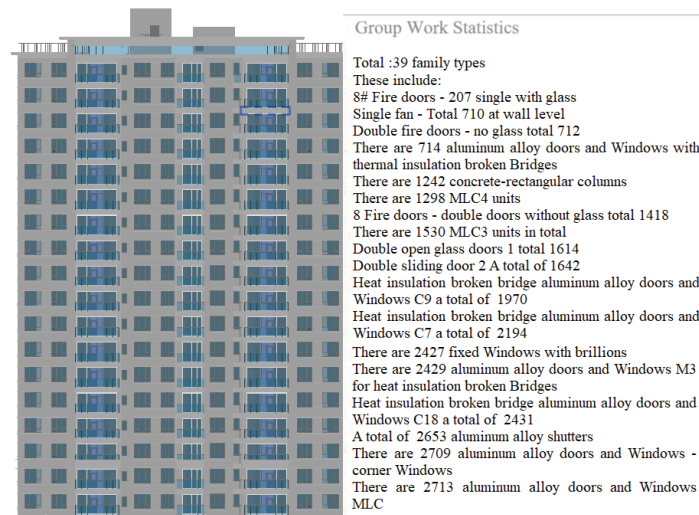 Group Work Statistics
Total :39 family types
These include:
8# Fire doors - 207 single with glass
Single fan - Total 710 at wall level
Double fire doors - no glass total 712
There are 714 aluminum alloy doors and Windows with
thermal insulation broken Bridges
There are 1242 concrete-rectangular columns
There are 1298 MLC4 units
8 Fire doors - double doors without glass total 1418
There are 1530 MLC3 units in total
Double open glass doors 1 total 1614
Double sliding door 2 A total of 1642
Heat insulation broken bridge aluminum alloy doors and
Windows C9 a total of 1970
Heat insulation broken bridge aluminum alloy doors and
Windows C7 a total of 2194
There are 2427 fixed Windows with brillions
There are 2429 aluminum alloy doors and Windows M3
for heat insulation broken Bridges
Heat insulation broken bridge aluminum alloy doors and
Windows C18 a total of 2431
A total of 2653 aluminum alloy shutters
There are 2709 aluminum alloy doors and Windows -
corner Windows
There are 2713 aluminum alloy doors and Windows
MLC